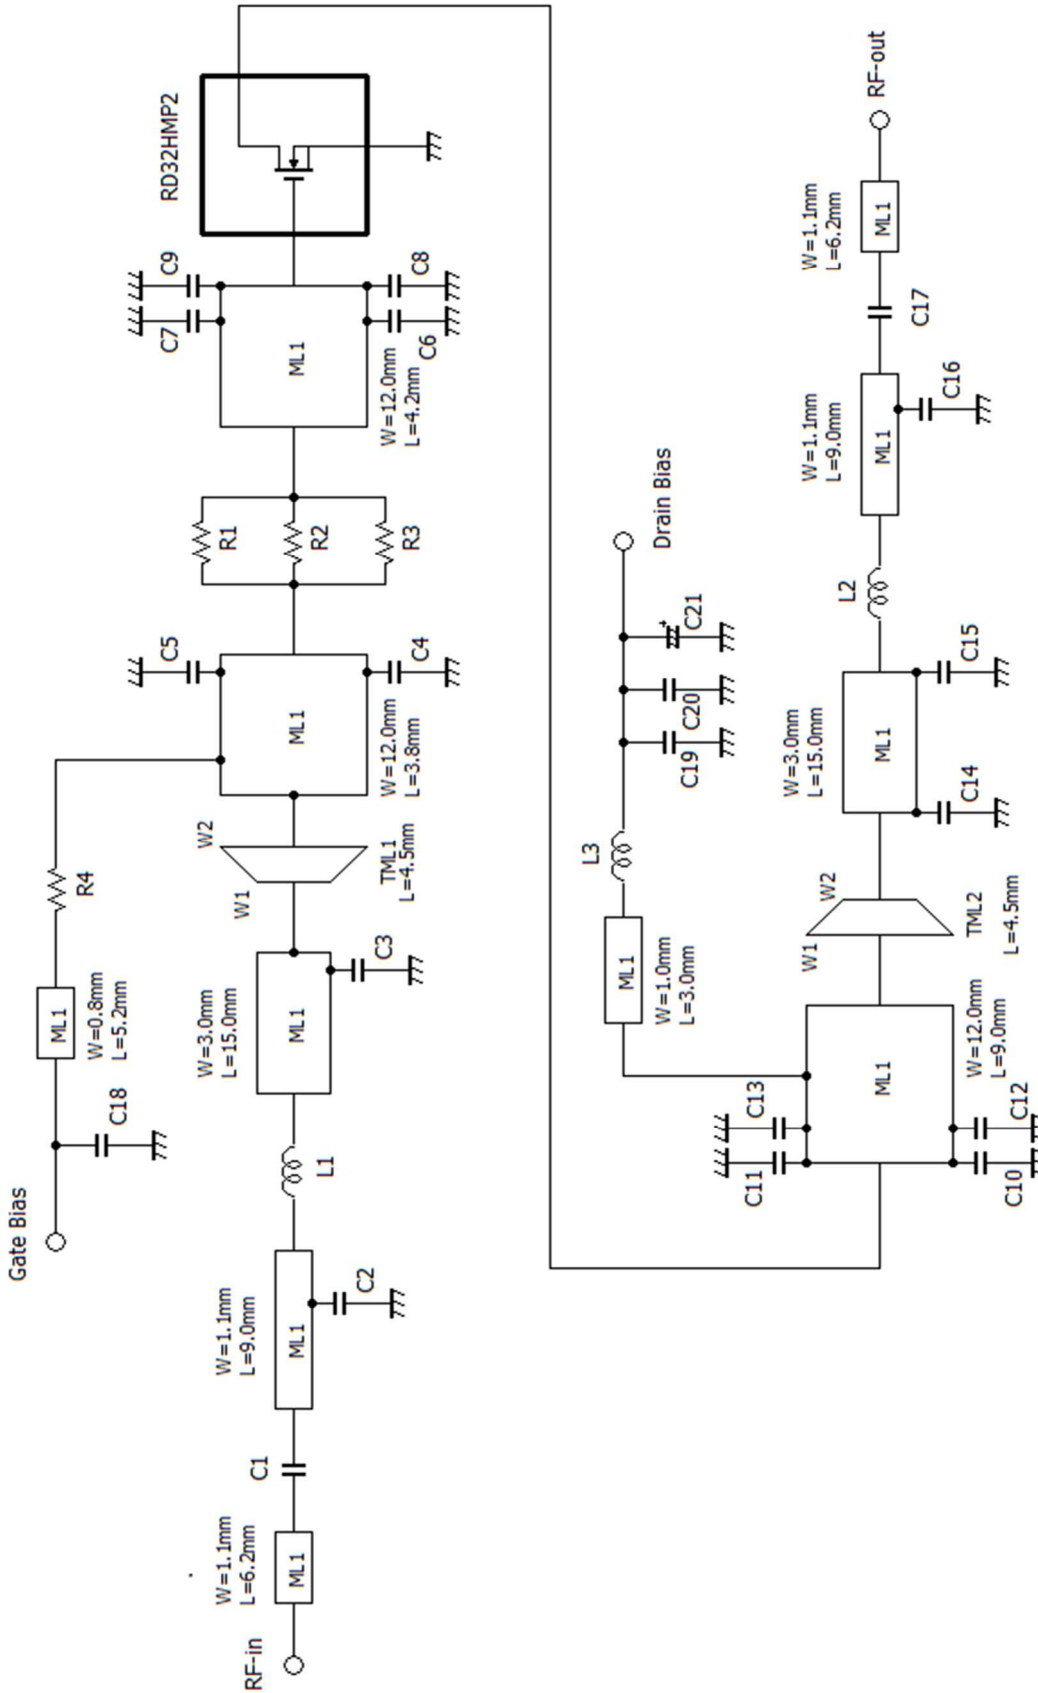 Gate Bias
C18
ML1
W=0.8mm
L=5.2mm
R4
RF-in
W=1.1mm
L=6.2mm
ML1
C1
W=1.1mm
L=9.0mm
ML1
C2
L1
W=3.0mm
L=15.0mm
ML1
C3
W1
W2
TML1
L=4.5mm
ML1
W=12.0mm
L=3.8mm
C5
C4
R1
R2
R3
ML1
W=12.0mm
L=4.2mm
C7
C9
C6
C8
RD32HMP2
Drain Bias
ML1
W=1.0mm
L=3.0mm
L3
C19
C20
C21
C11
C13
C10
C12
ML1
W=12.0mm
L=9.0mm
W1
W2
TML2
L=4.5mm
W=3.0mm
L=15.0mm
ML1
C14
C15
L2
W=1.1mm
L=9.0mm
ML1
C16
C17
W=1.1mm
L=6.2mm
ML1
RF-out